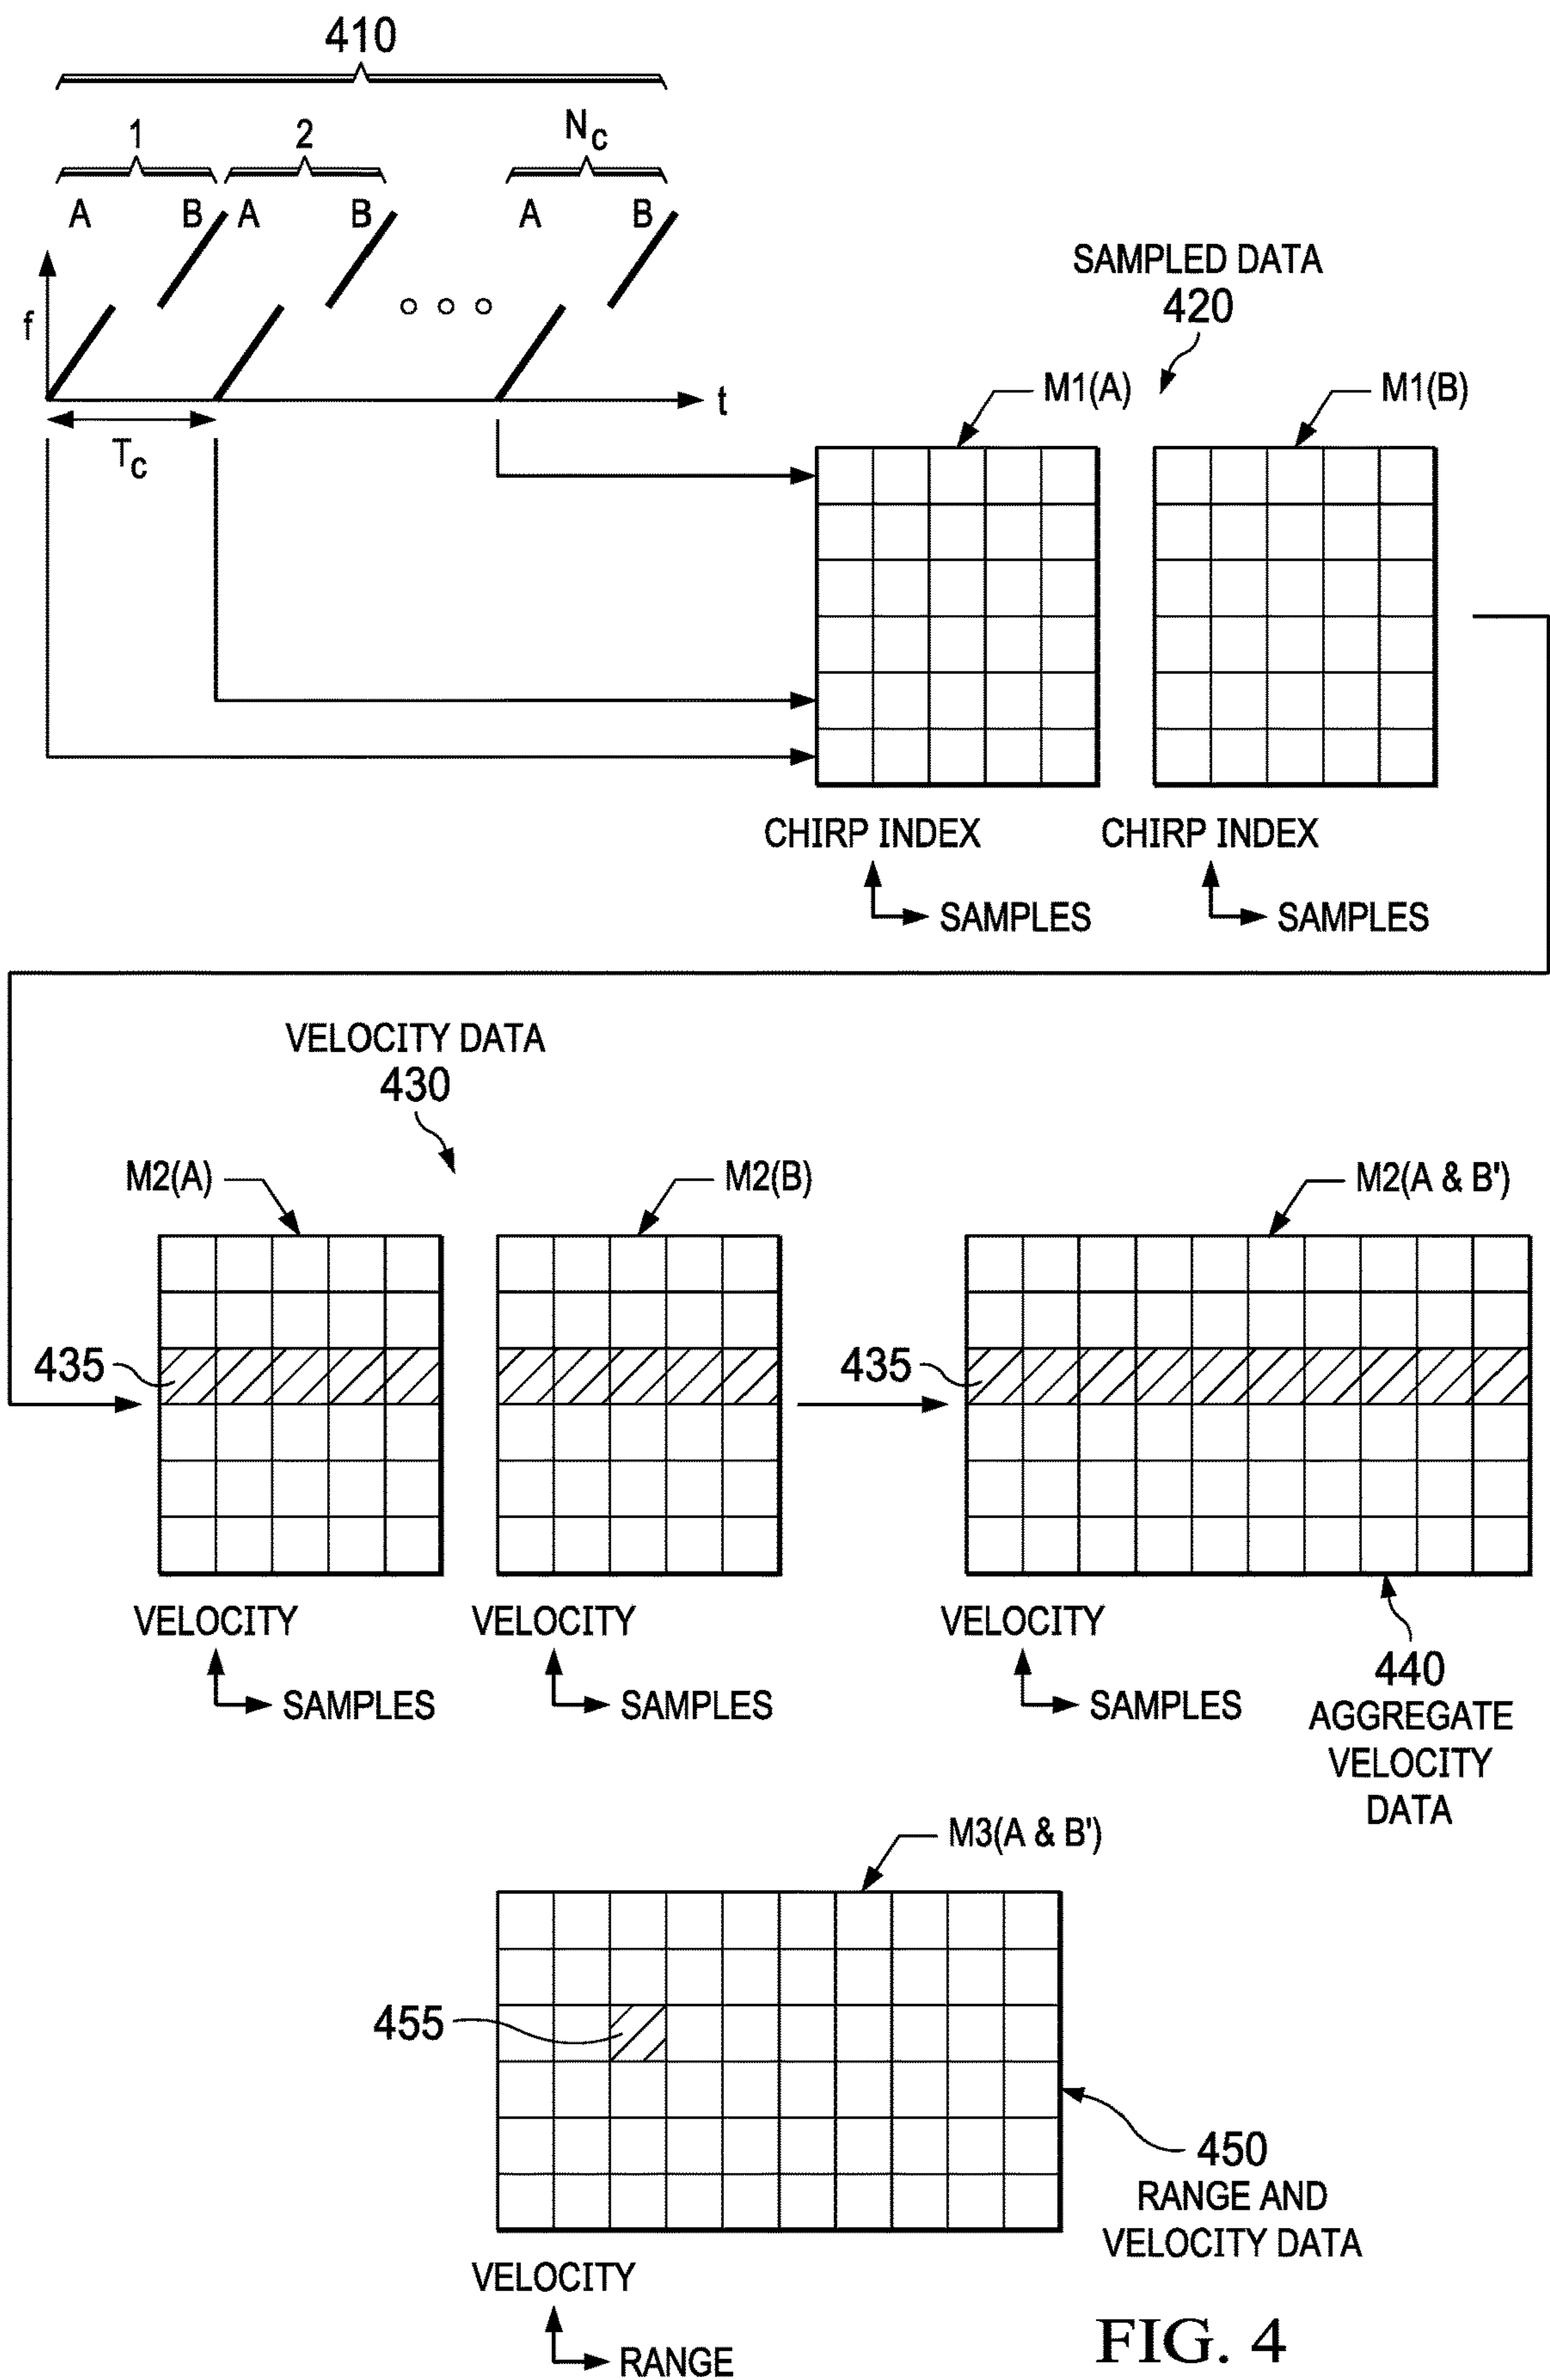 410
1 2 Nc
A B A B A B
f
t
Tc
SAMPLED DATA
420
M1(A) M1(B)
CHIRP INDEX CHIRP INDEX
SAMPLES SAMPLES
VELOCITY DATA
430
M2(A) M2(B) M2(A & B')
435 435
VELOCITY VELOCITY VELOCITY
SAMPLES SAMPLES SAMPLES
440
AGGREGATE
VELOCITY
DATA
M3(A & B')
455
450
RANGE AND
VELOCITY DATA
VELOCITY
RANGE
FIG. 4